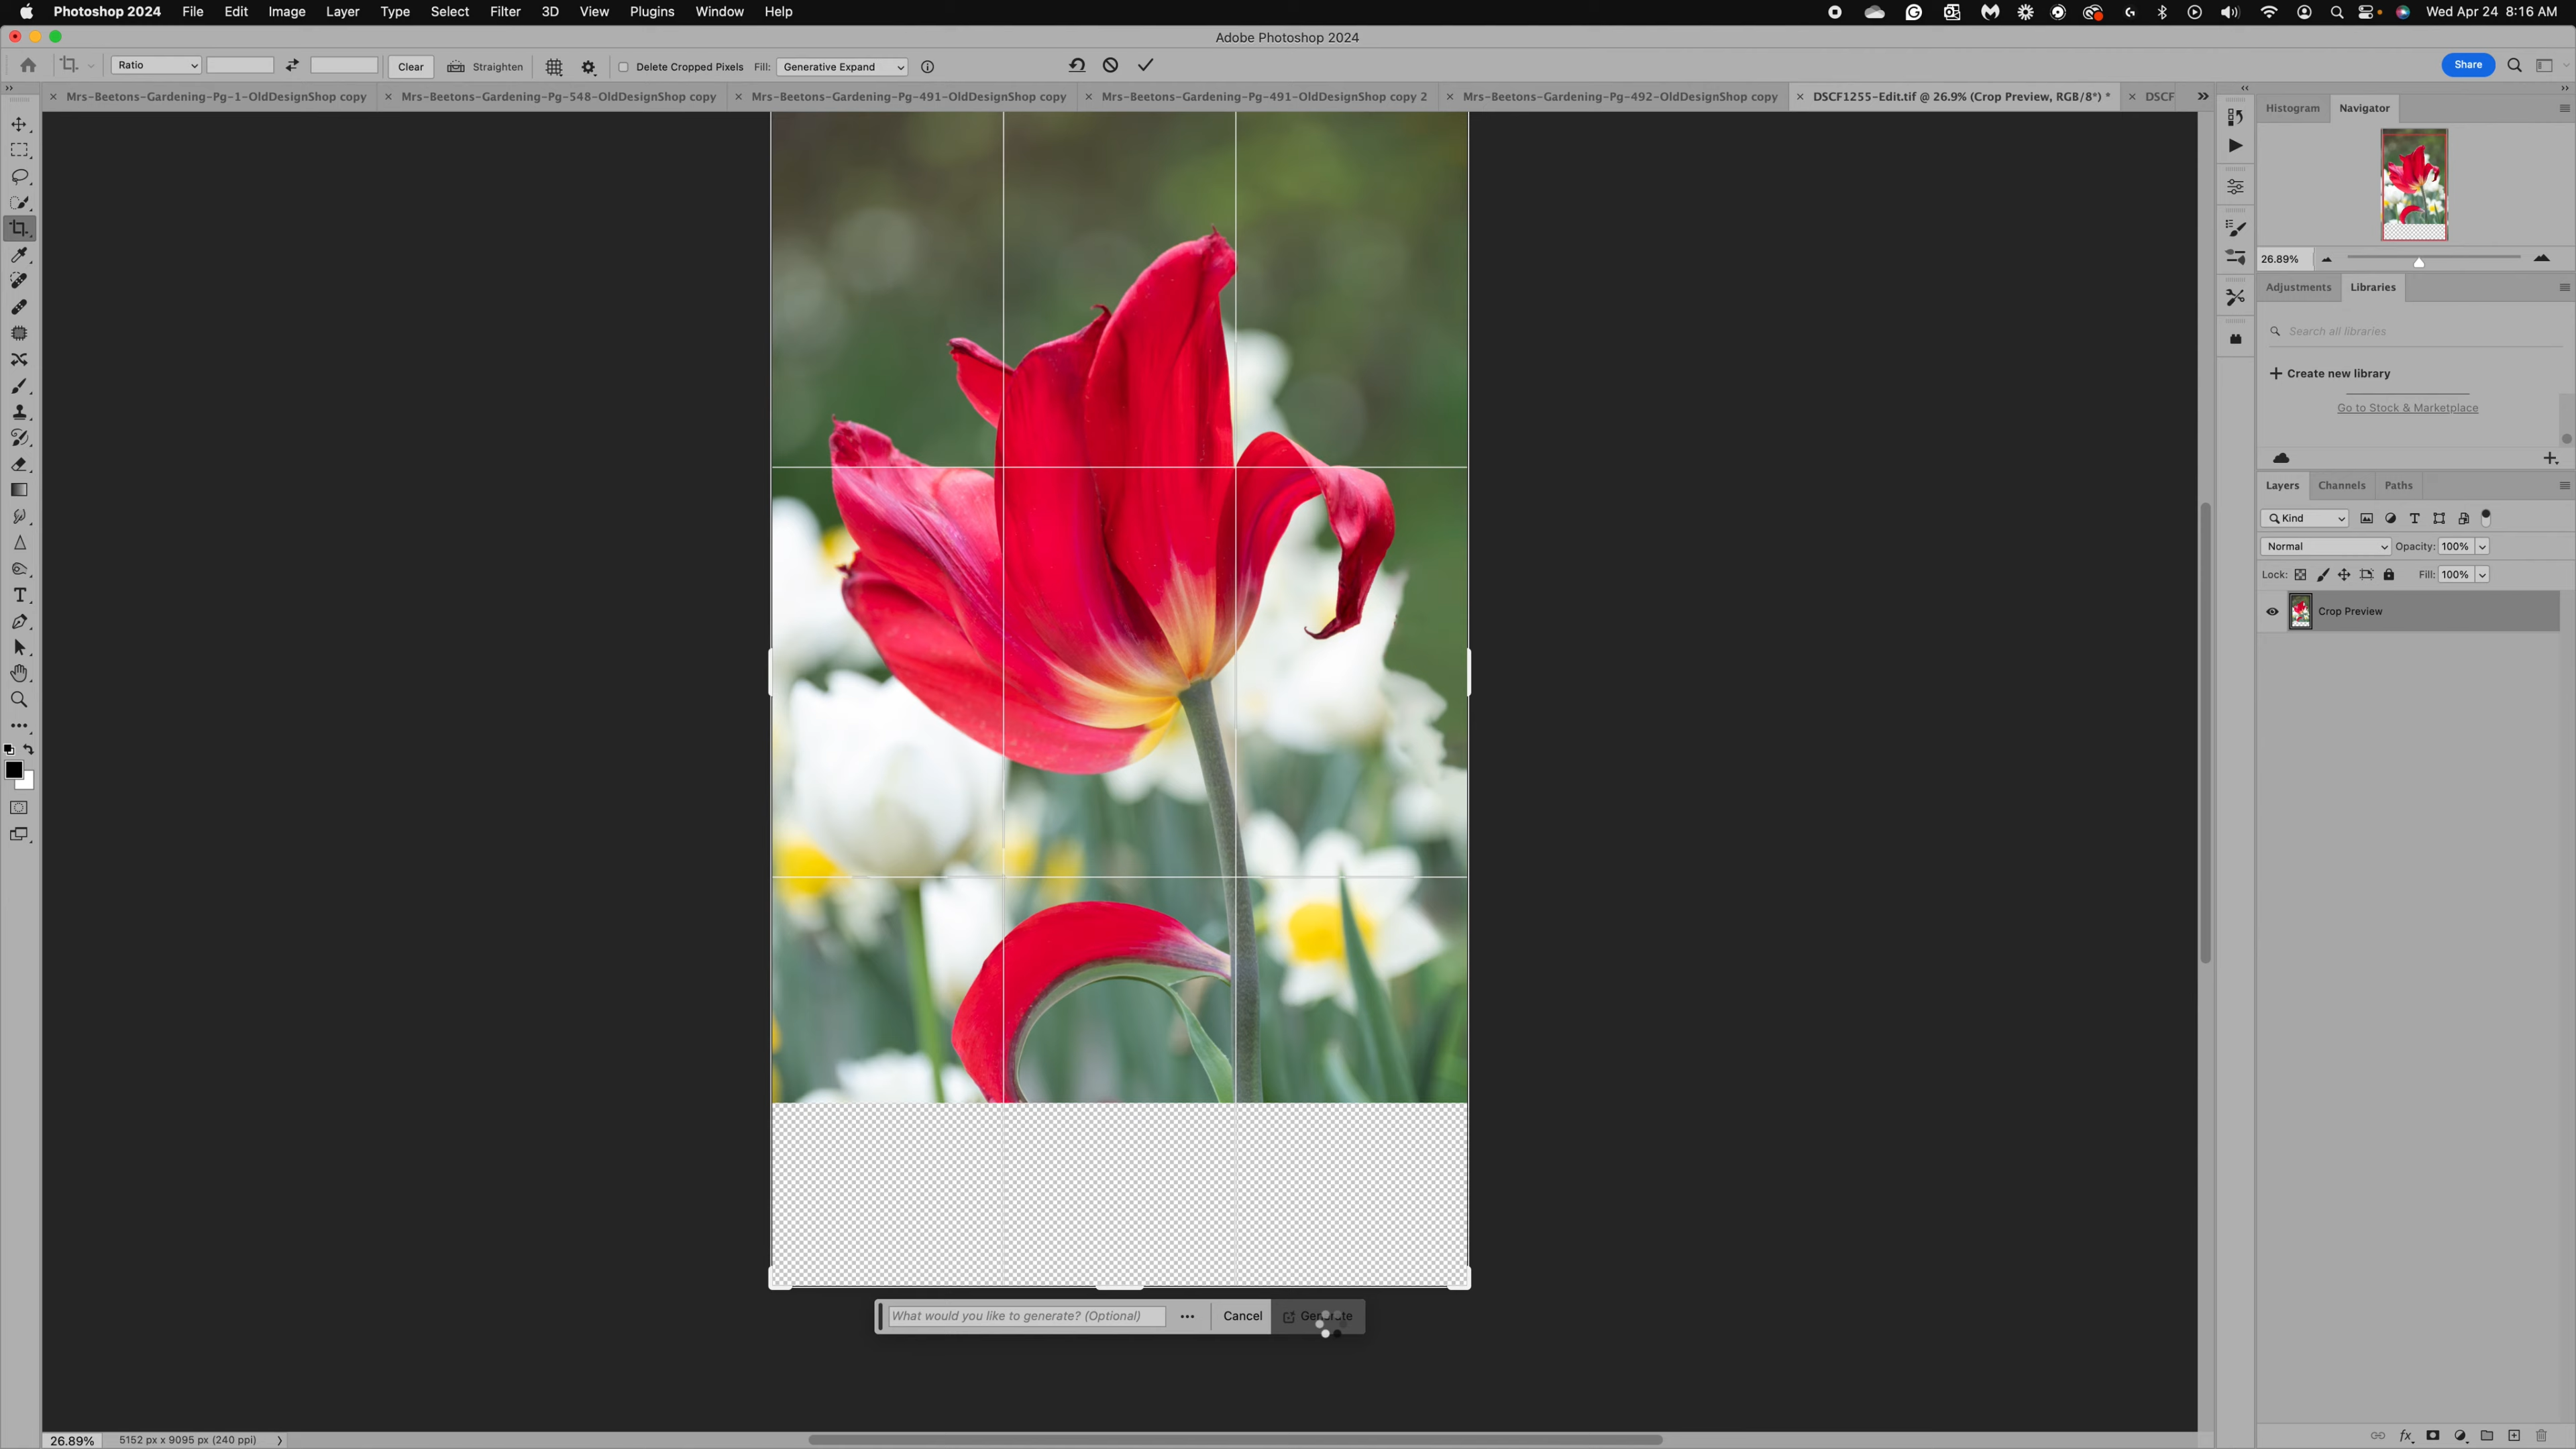 Photoshop 2024 File Edit Image Layer Type Select Filter 3D View Plugins Window Help Wed Apr 24 8:16 AM
Adobe Photoshop 2024
Ratio Clear Straighten Delete Cropped Pixels Fill: Generative Expand Share
Mrs-Beetons-Gardening-Pg-1-OldDesignShop copy Mrs-Beetons-Gardening-Pg-548-OldDesignShop copy Mrs-Beetons-Gardening-Pg-491-OldDesignShop copy Mrs-Beetons-Gardening-Pg-491-OldDesignShop copy 2 Mrs-Beetons-Gardening-Pg-492-OldDesignShop copy DSCF1255-Edit.tif @ 26.9% (Crop Preview, RGB/8*) * DSCF
Histogram Navigator
26.89%
Adjustments Libraries
Search all libraries
+ Create new library
Go to Stock & Marketplace
Layers Channels Paths
Kind
Normal Opacity: 100%
Lock: Fill: 100%
Crop Preview
What would you like to generate? (Optional) ... Cancel Generate
26.89% 5152 px x 9095 px (240 ppi)